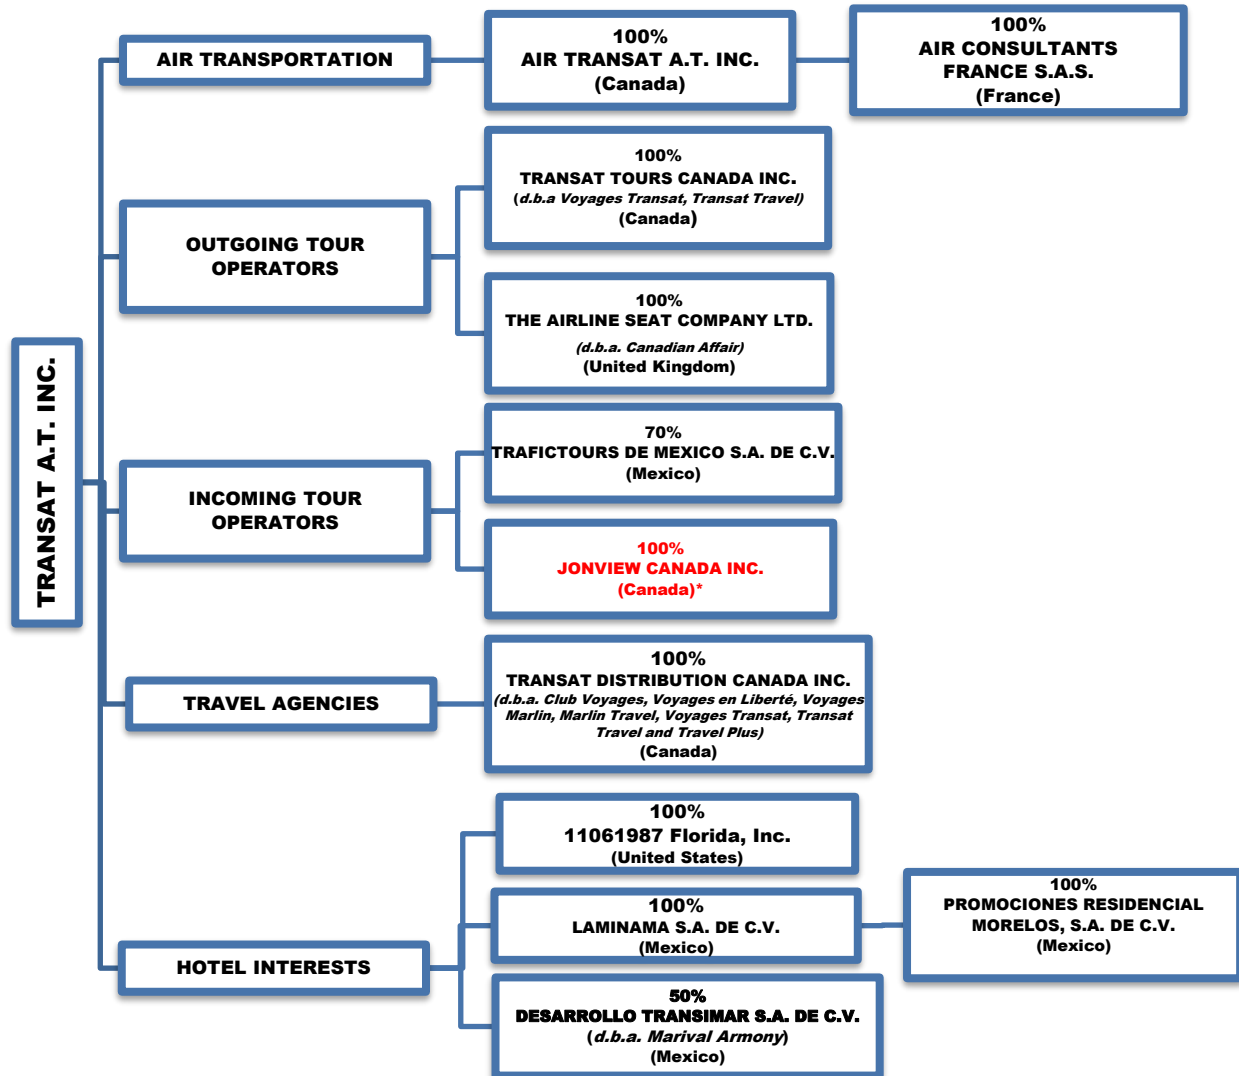 TRANSAT A.T. INC.
AIR TRANSPORTATION
100%
AIR TRANSAT A.T. INC.
(Canada)
100%
AIR CONSULTANTS
FRANCE S.A.S.
(France)
OUTGOING TOUR
OPERATORS
100%
TRANSAT TOURS CANADA INC.
(d.b.a Voyages Transat, Transat Travel)
(Canada)
100%
THE AIRLINE SEAT COMPANY LTD.
(d.b.a. Canadian Affair)
(United Kingdom)
INCOMING TOUR
OPERATORS
70%
TRAFICTOURS DE MEXICO S.A. DE C.V.
(Mexico)
100%
JONVIEW CANADA INC.
(Canada)*
TRAVEL AGENCIES
100%
TRANSAT DISTRIBUTION CANADA INC.
(d.b.a. Club Voyages, Voyages en Liberté, Voyages
Marlin, Marlin Travel, Voyages Transat, Transat
Travel and Travel Plus)
(Canada)
HOTEL INTERESTS
100%
11061987 Florida, Inc.
(United States)
100%
LAMINAMA S.A. DE C.V.
(Mexico)
100%
PROMOCIONES RESIDENCIAL
MORELOS, S.A. DE C.V.
(Mexico)
50%
DESARROLLO TRANSIMAR S.A. DE C.V.
(d.b.a. Marival Armony)
(Mexico)